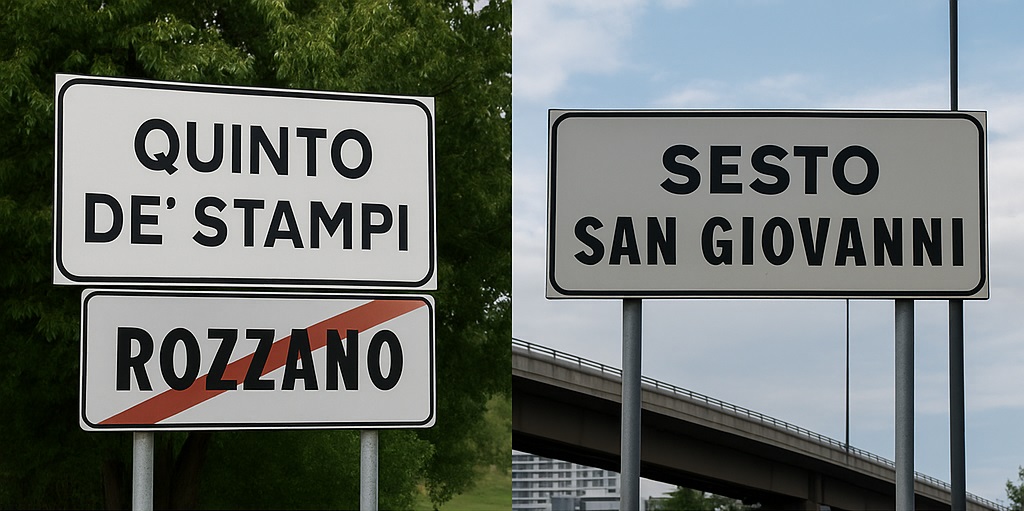 QUINTO
DE' STAMPI
ROZZANO
SESTO
SAN GIOVANNI